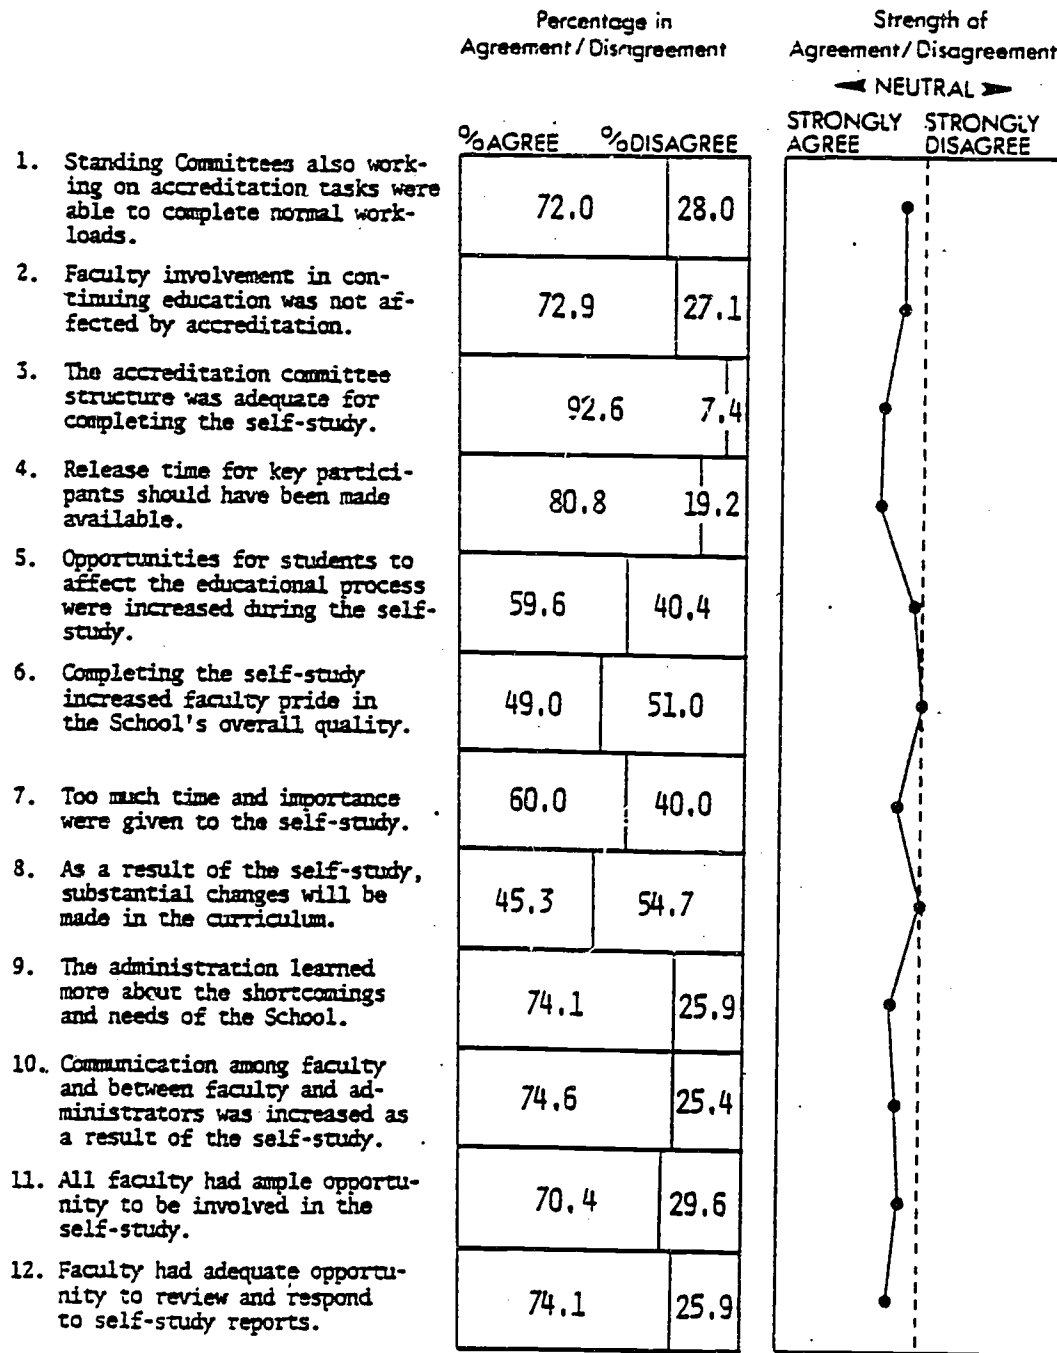 Percentage in
Agreement / Disagreement
Strength of
Agreement / Disagreement
NEUTRAL
% AGREE % DISAGREE
STRONGLY AGREE
STRONGLY DISAGREE
1. Standing Committees also work-
ing on accreditation tasks were
able to complete normal work-
loads.
72.0 28.0
2. Faculty involvement in con-
tinuing education was not af-
fected by accreditation.
72.9 27.1
3. The accreditation committee
structure was adequate for
completing the self-study.
92.6 7.4
4. Release time for key partici-
pants should have been made
available.
80.8 19.2
5. Opportunities for students to
affect the educational process
were increased during the self-
study.
59.6 40.4
6. Completing the self-study
increased faculty pride in
the School's overall quality.
49.0 51.0
7. Too much time and importance
were given to the self-study.
60.0 40.0
8. As a result of the self-study,
substantial changes will be
made in the curriculum.
45.3 54.7
9. The administration learned
more about the shortcomings
and needs of the School.
74.1 25.9
10. Communication among faculty
and between faculty and ad-
ministrators was increased as
a result of the self-study.
74.6 25.4
11. All faculty had ample opportu-
nity to be involved in the
self-study.
70.4 29.6
12. Faculty had adequate opportu-
nity to review and respond
to self-study reports.
74.1 25.9